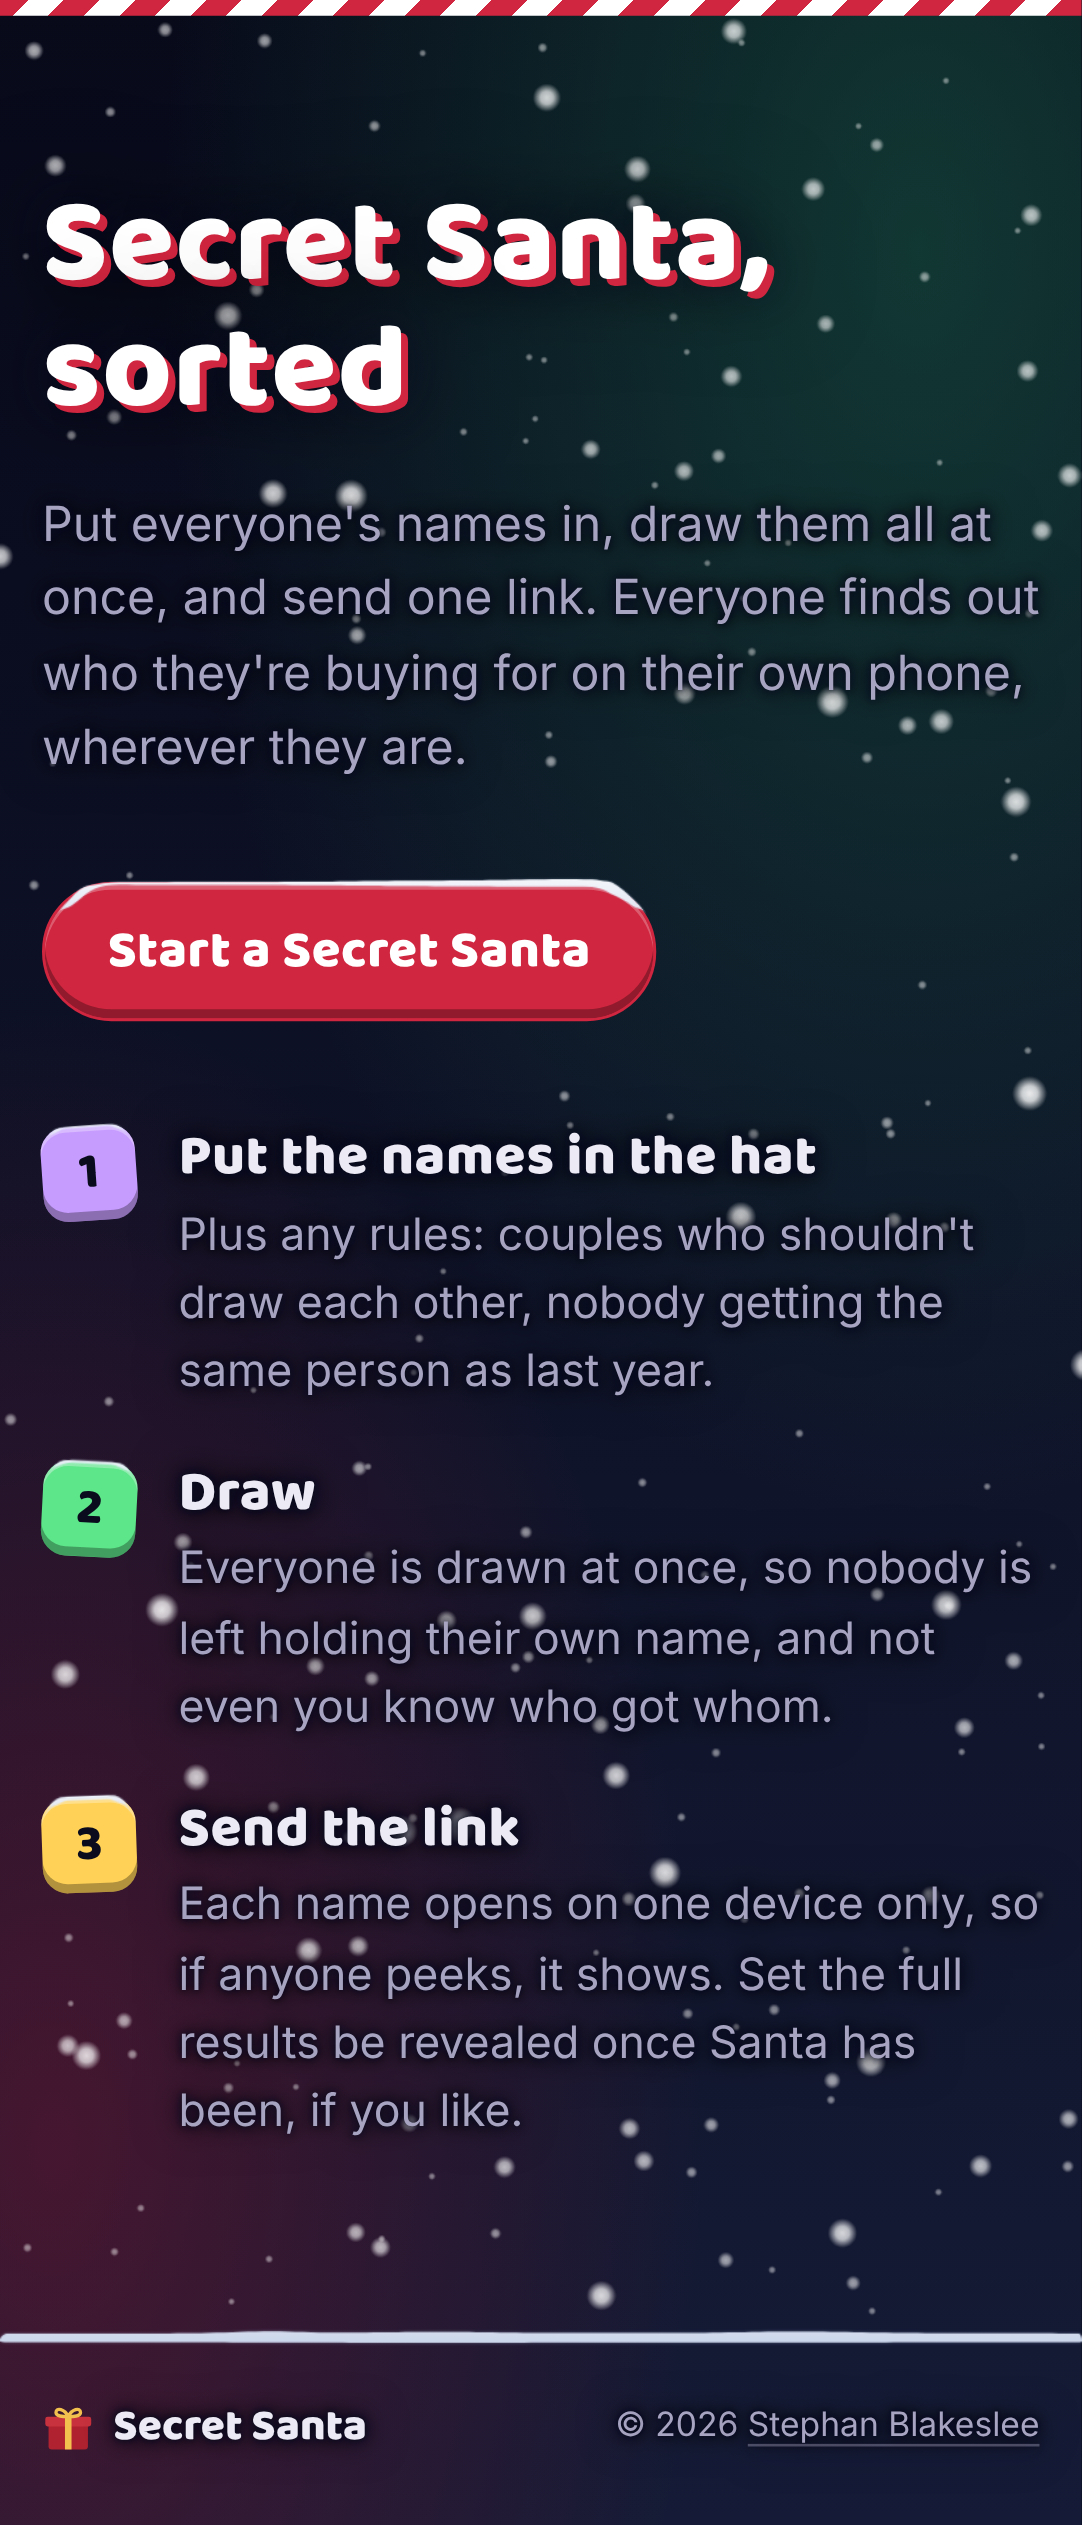 Secret Santa,
sorted
Put everyone's names in, draw them all at
once, and send one link. Everyone finds out
who they're buying for on their own phone,
wherever they are.
Start a Secret Santa
1
Put the names in the hat
Plus any rules: couples who shouldn't
draw each other, nobody getting the
same person as last year.
2
Draw
Everyone is drawn at once, so nobody is
left holding their own name, and not
even you know who got whom.
3
Send the link
Each name opens on one device only, so
if anyone peeks, it shows. Set the full
results be revealed once Santa has
been, if you like.
Secret Santa
© 2026 Stephan Blakeslee